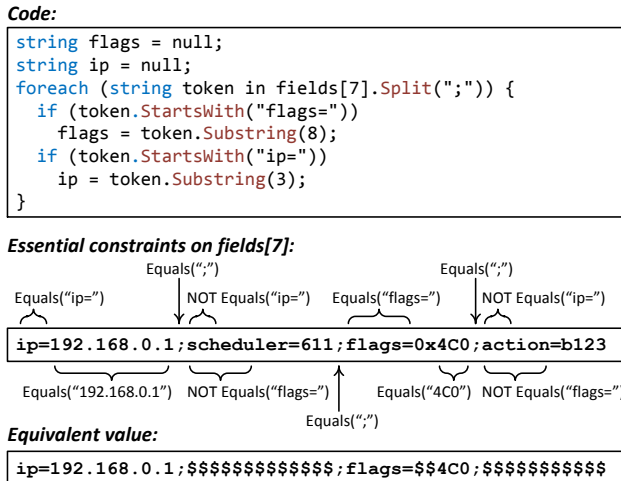 Code:
string flags = null;
string ip = null;
foreach (string token in fields[7].Split(";")) {
  if (token.StartsWith("flags="))
    flags = token.Substring(8);
  if (token.StartsWith("ip="))
    ip = token.Substring(3);
}
Essential constraints on fields[7]:
Equals(“;”) Equals(“;”)
Equals(“ip=”) NOT Equals(“ip=”) Equals(“flags=”) NOT Equals(“ip=”)
ip=192.168.0.1;scheduler=611;flags=0x4C0;action=b123
Equals(“192.168.0.1”) NOT Equals(“flags=”) Equals(“4C0”) NOT Equals(“flags=”)
Equals(“;”)
Equivalent value:
ip=192.168.0.1;$$$$$$$$$$$$$;flags=$$4C0;$$$$$$$$$$$